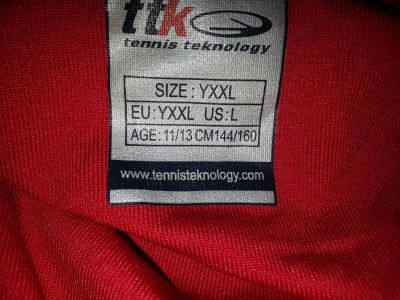 ttk
tennis teknology
SIZE: YXXL
EU:YXXL US:L
AGE: 11/13 CM144/160
www.tennisteknology.com